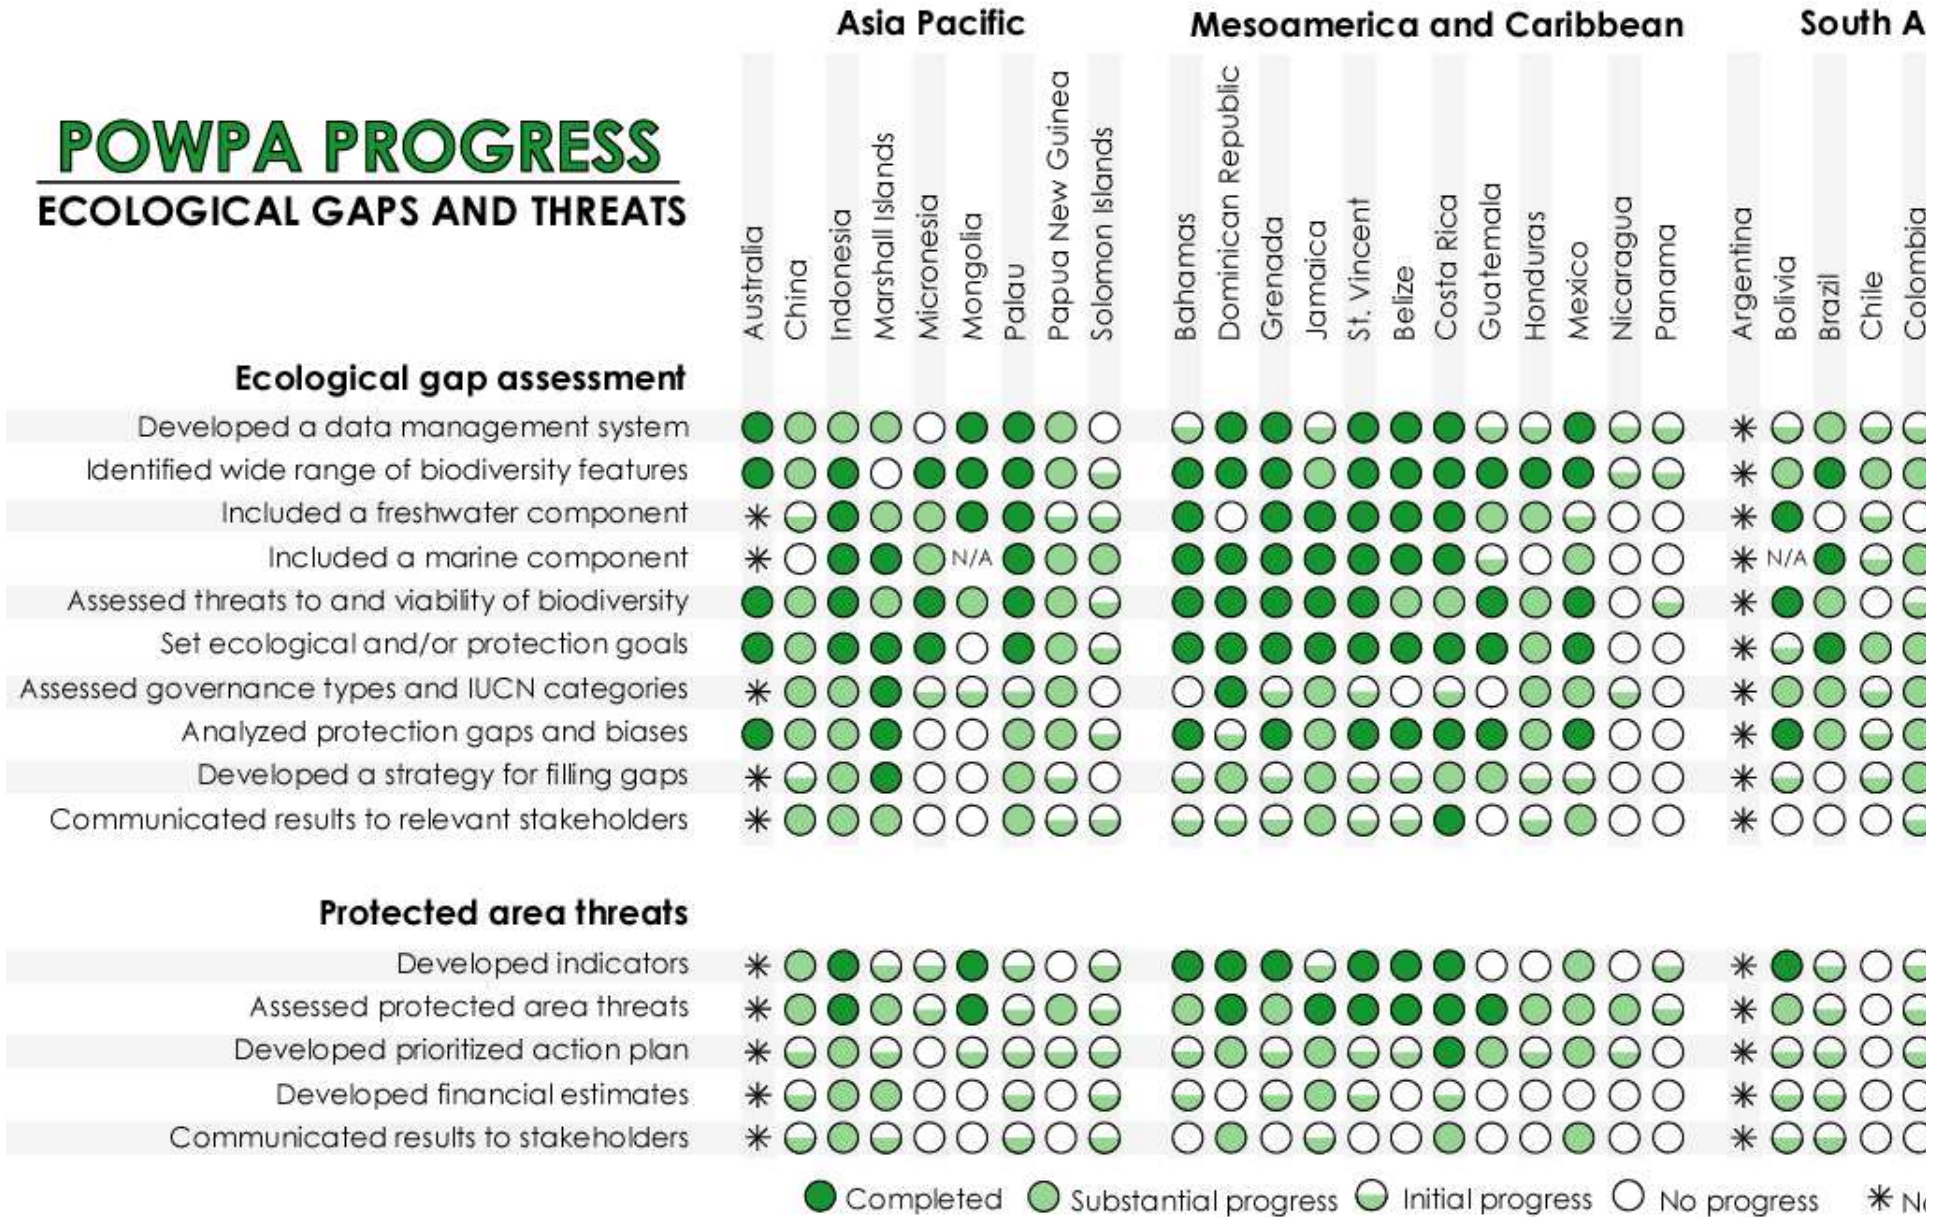 Asia Pacific
Mesoamerica and Caribbean
South A
POWPA PROGRESS
ECOLOGICAL GAPS AND THREATS
Australia
China
Indonesia
Marshall Islands
Micronesia
Mongolia
Palau
Papua New Guinea
Solomon Islands
Bahamas
Dominican Republic
Grenada
Jamaica
St. Vincent
Belize
Costa Rica
Guatemala
Honduras
Mexico
Nicaragua
Panama
Argentina
Bolivia
Brazil
Chile
Colombia
Ecological gap assessment
Developed a data management system
Identified wide range of biodiversity features
Included a freshwater component
Included a marine component N/A N/A
Assessed threats to and viability of biodiversity
Set ecological and/or protection goals
Assessed governance types and IUCN categories
Analyzed protection gaps and biases
Developed a strategy for filling gaps
Communicated results to relevant stakeholders
Protected area threats
Developed indicators
Assessed protected area threats
Developed prioritized action plan
Developed financial estimates
Communicated results to stakeholders
Completed Substantial progress Initial progress No progress